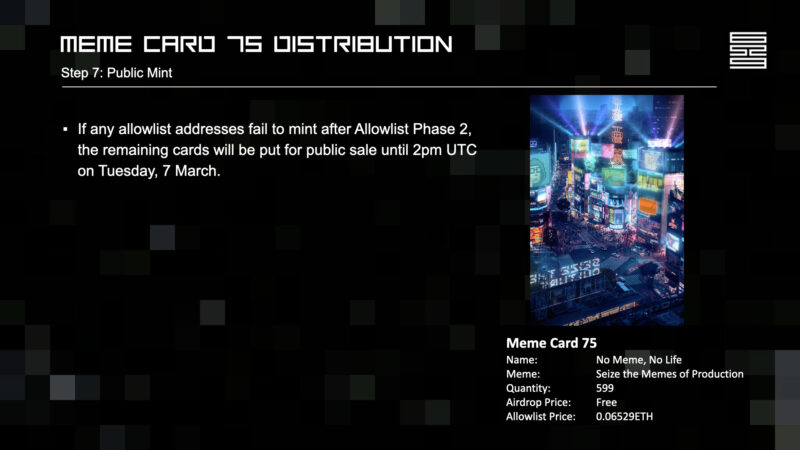 MEME CARD 75 DISTRIBUTION
Step 7: Public Mint
▪ If any allowlist addresses fail to mint after Allowlist Phase 2,
the remaining cards will be put for public sale until 2pm UTC
on Tuesday, 7 March.
Meme Card 75
Name: No Meme, No Life
Meme: Seize the Memes of Production
Quantity: 599
Airdrop Price: Free
Allowlist Price: 0.06529ETH